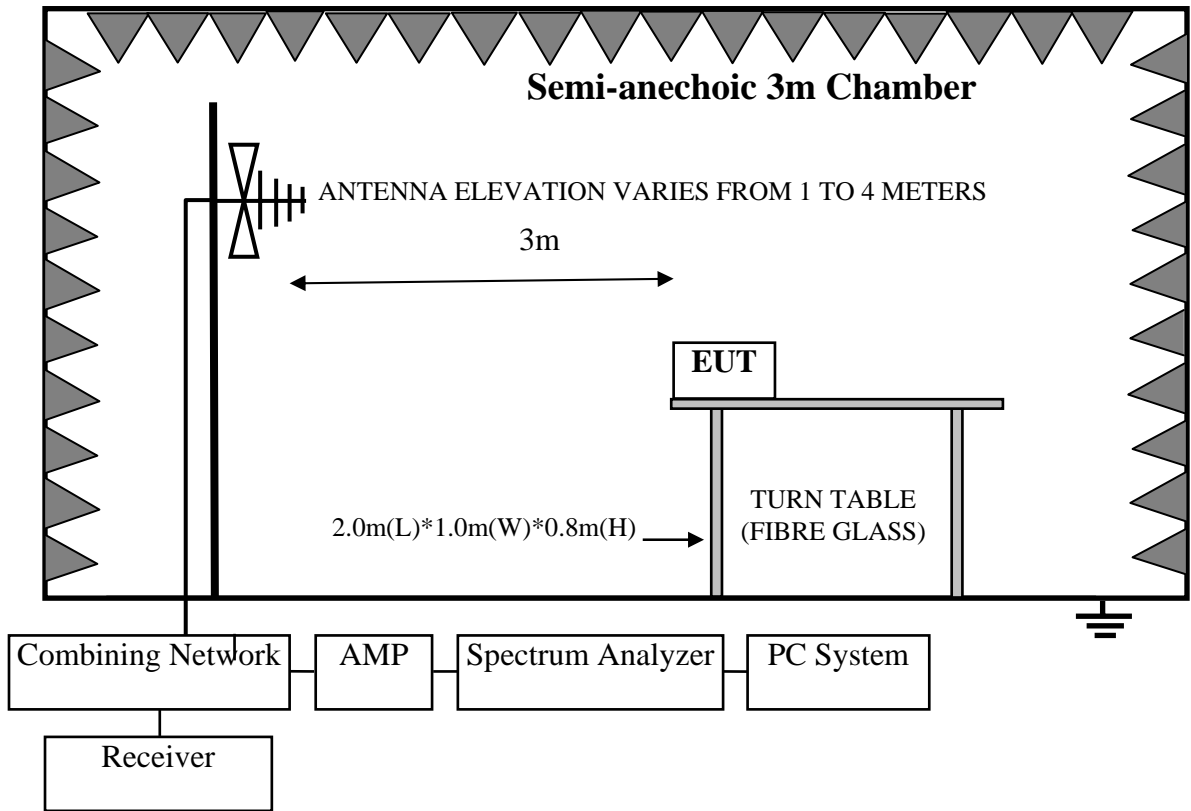 Semi-anechoic 3m Chamber
ANTENNA ELEVATION VARIES FROM 1 TO 4 METERS
3m
EUT
TURN TABLE
(FIBRE GLASS)
2.0m(L)*1.0m(W)*0.8m(H)
Combining Network
AMP
Spectrum Analyzer
PC System
Receiver